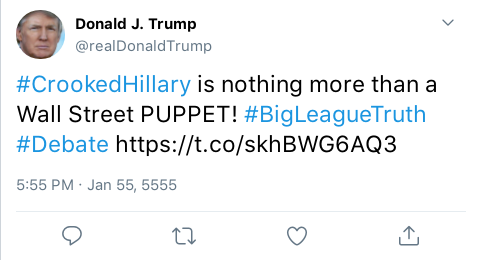 Donald J. Trump
@realDonaldTrump
#CrookedHillary is nothing more than a
Wall Street PUPPET! #BigLeagueTruth
#Debate https://t.co/skhBWG6AQ3
5:55 PM · Jan 55, 5555